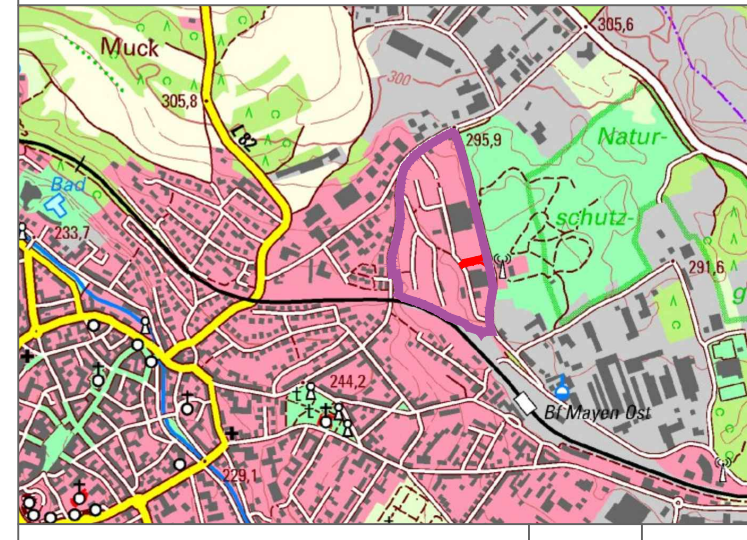 305,6
Muck
300
305,8
L 82
295,9
Natur-
Bad
schutz-
233,7
291,6
g
244,2
Bf Mayen Ost
229,1